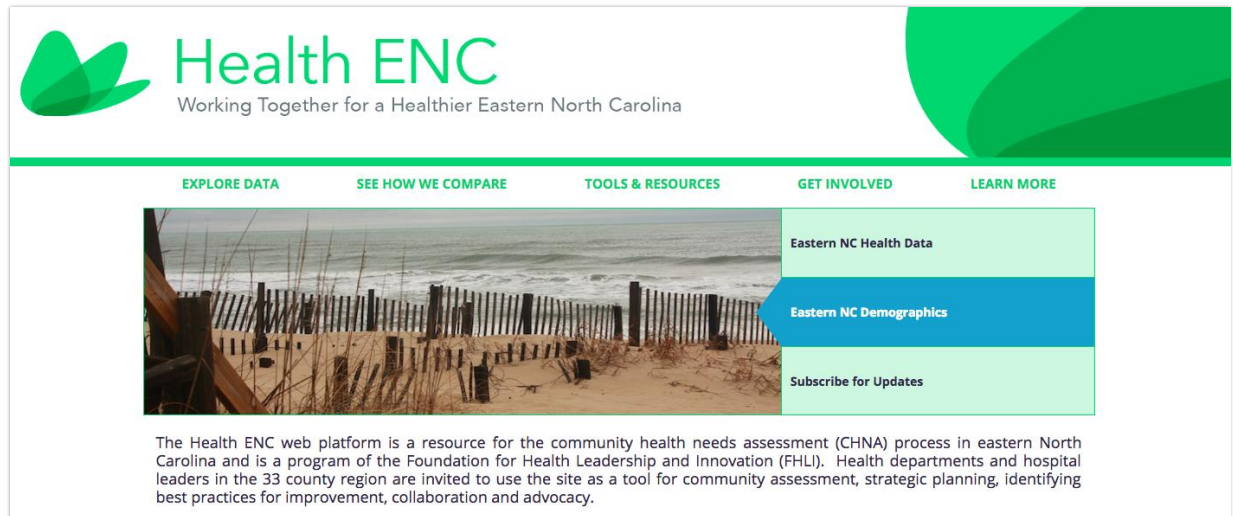 Health ENC
Working Together for a Healthier Eastern North Carolina
EXPLORE DATA SEE HOW WE COMPARE TOOLS & RESOURCES GET INVOLVED LEARN MORE
Eastern NC Health Data
Eastern NC Demographics
Subscribe for Updates
The Health ENC web platform is a resource for the community health needs assessment (CHNA) process in eastern North
Carolina and is a program of the Foundation for Health Leadership and Innovation (FHLI). Health departments and hospital
leaders in the 33 county region are invited to use the site as a tool for community assessment, strategic planning, identifying
best practices for improvement, collaboration and advocacy.